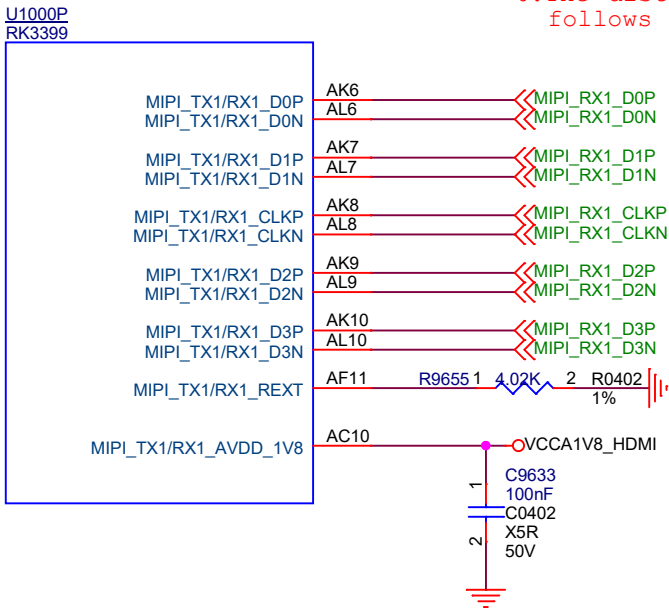 follows
U1000P
RK3399
MIPI_TX1/RX1_D0P AK6 MIPI_RX1_D0P
MIPI_TX1/RX1_D0N AL6 MIPI_RX1_D0N
MIPI_TX1/RX1_D1P AK7 MIPI_RX1_D1P
MIPI_TX1/RX1_D1N AL7 MIPI_RX1_D1N
MIPI_TX1/RX1_CLKP AK8 MIPI_RX1_CLKP
MIPI_TX1/RX1_CLKN AL8 MIPI_RX1_CLKN
MIPI_TX1/RX1_D2P AK9 MIPI_RX1_D2P
MIPI_TX1/RX1_D2N AL9 MIPI_RX1_D2N
MIPI_TX1/RX1_D3P AK10 MIPI_RX1_D3P
MIPI_TX1/RX1_D3N AL10 MIPI_RX1_D3N
MIPI_TX1/RX1_REXT AF11 R9655 1 4.02K 2 R0402
1%
MIPI_TX1/RX1_AVDD_1V8 AC10 VCCA1V8_HDMI
C9633
1 100nF
C0402
X5R
2 50V